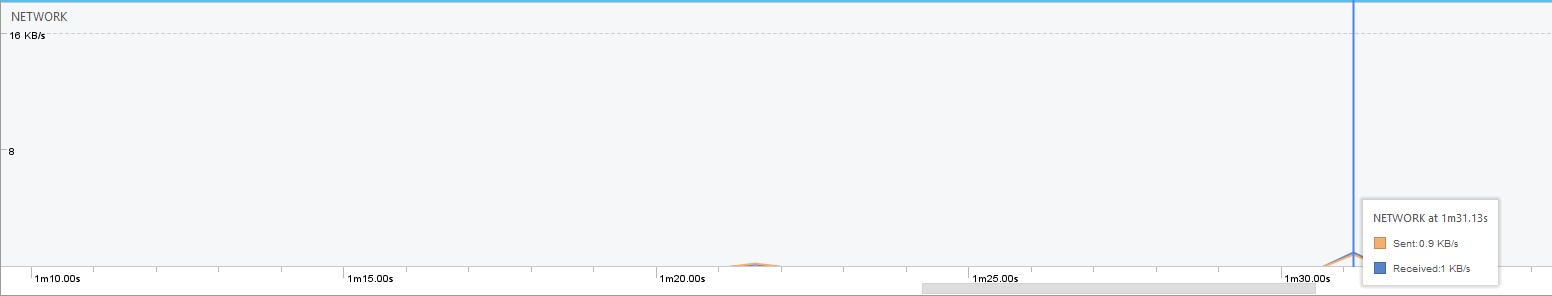 NETWORK
16 KB/s
8
NETWORK at 1m31.13s
Sent:0.9 KB/s
Received:1 KB/s
1m10.00s
1m15.00s
1m20.00s
1m25.00s
1m30.00s